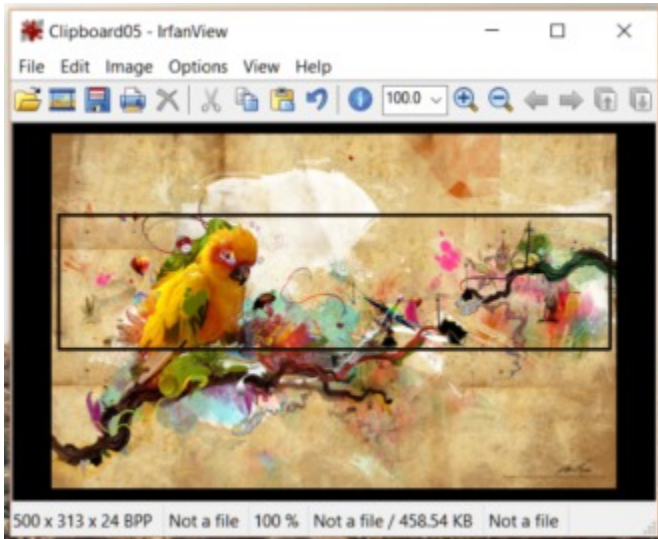 Clipboard05 - IrfanView
File Edit Image Options View Help
100.0
500 x 313 x 24 BPP Not a file 100 % Not a file / 458.54 KB Not a file